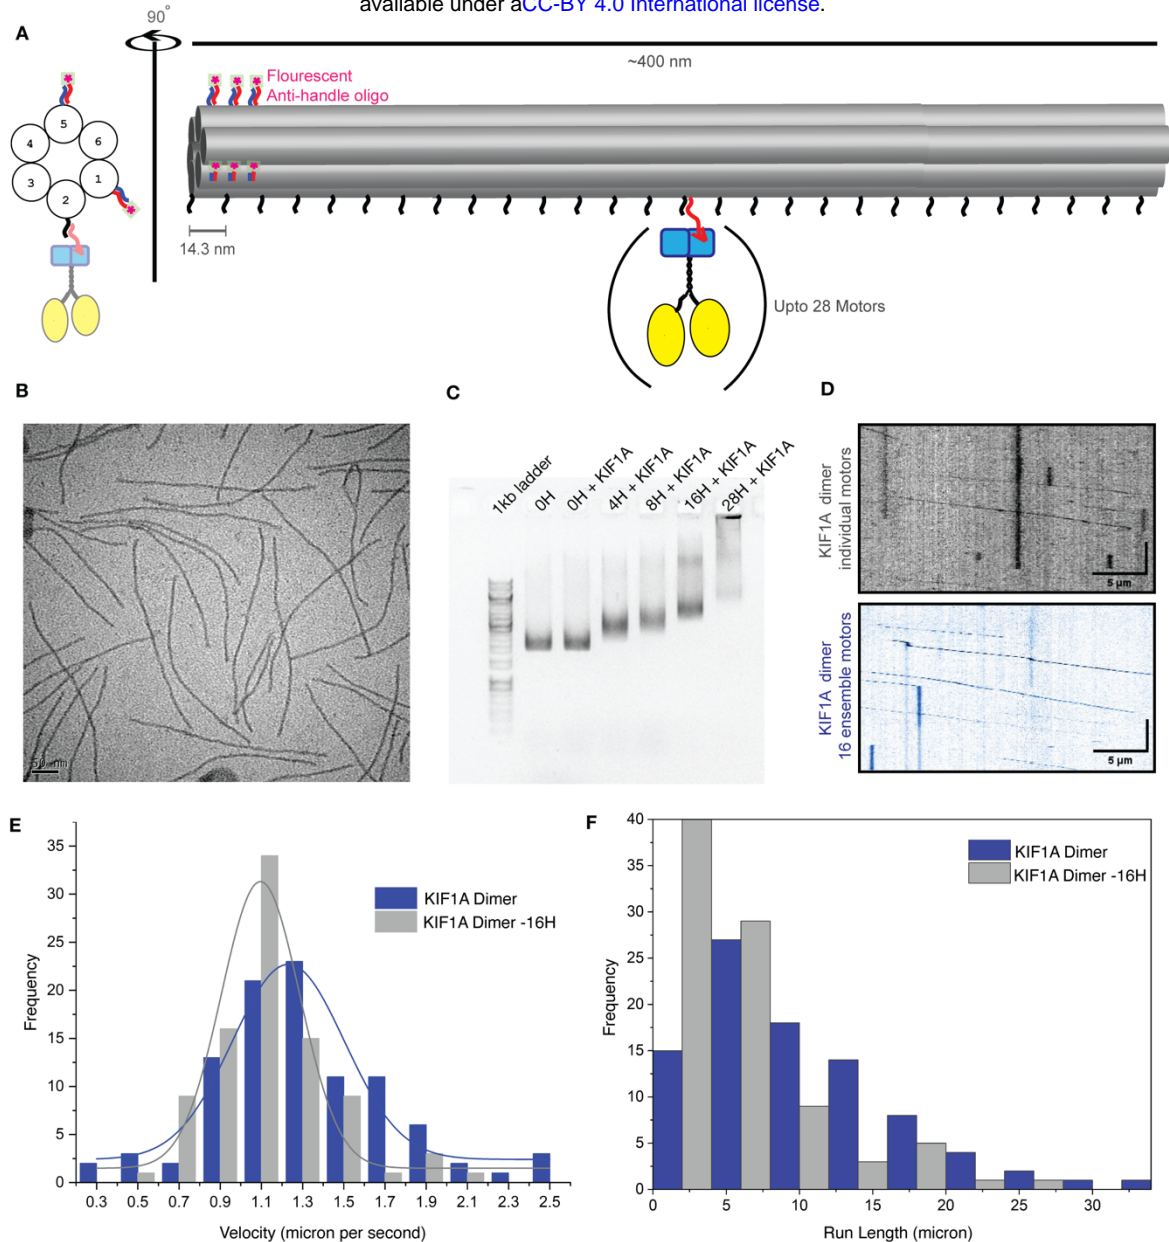 available under aCC-BY 4.0 International license.
A
90°
~400 nm
Flourescent
Anti-handle oligo
5
4
6
3
1
2
14.3 nm
Upto 28 Motors
B
50 nm
C
1kb ladder
0H
0H + KIF1A
4H + KIF1A
8H + KIF1A
16H + KIF1A
28H + KIF1A
D
KIF1A dimer
individual motors
5 µm
KIF1A dimer
16 ensemble motors
5 µm
E
35
30
25
20
15
10
5
0
Frequency
KIF1A Dimer
KIF1A Dimer -16H
0.3 0.5 0.7 0.9 1.1 1.3 1.5 1.7 1.9 2.1 2.3 2.5
Velocity (micron per second)
F
40
35
30
25
20
15
10
5
0
Frequency
KIF1A Dimer
KIF1A Dimer -16H
0 5 10 15 20 25 30
Run Length (micron)